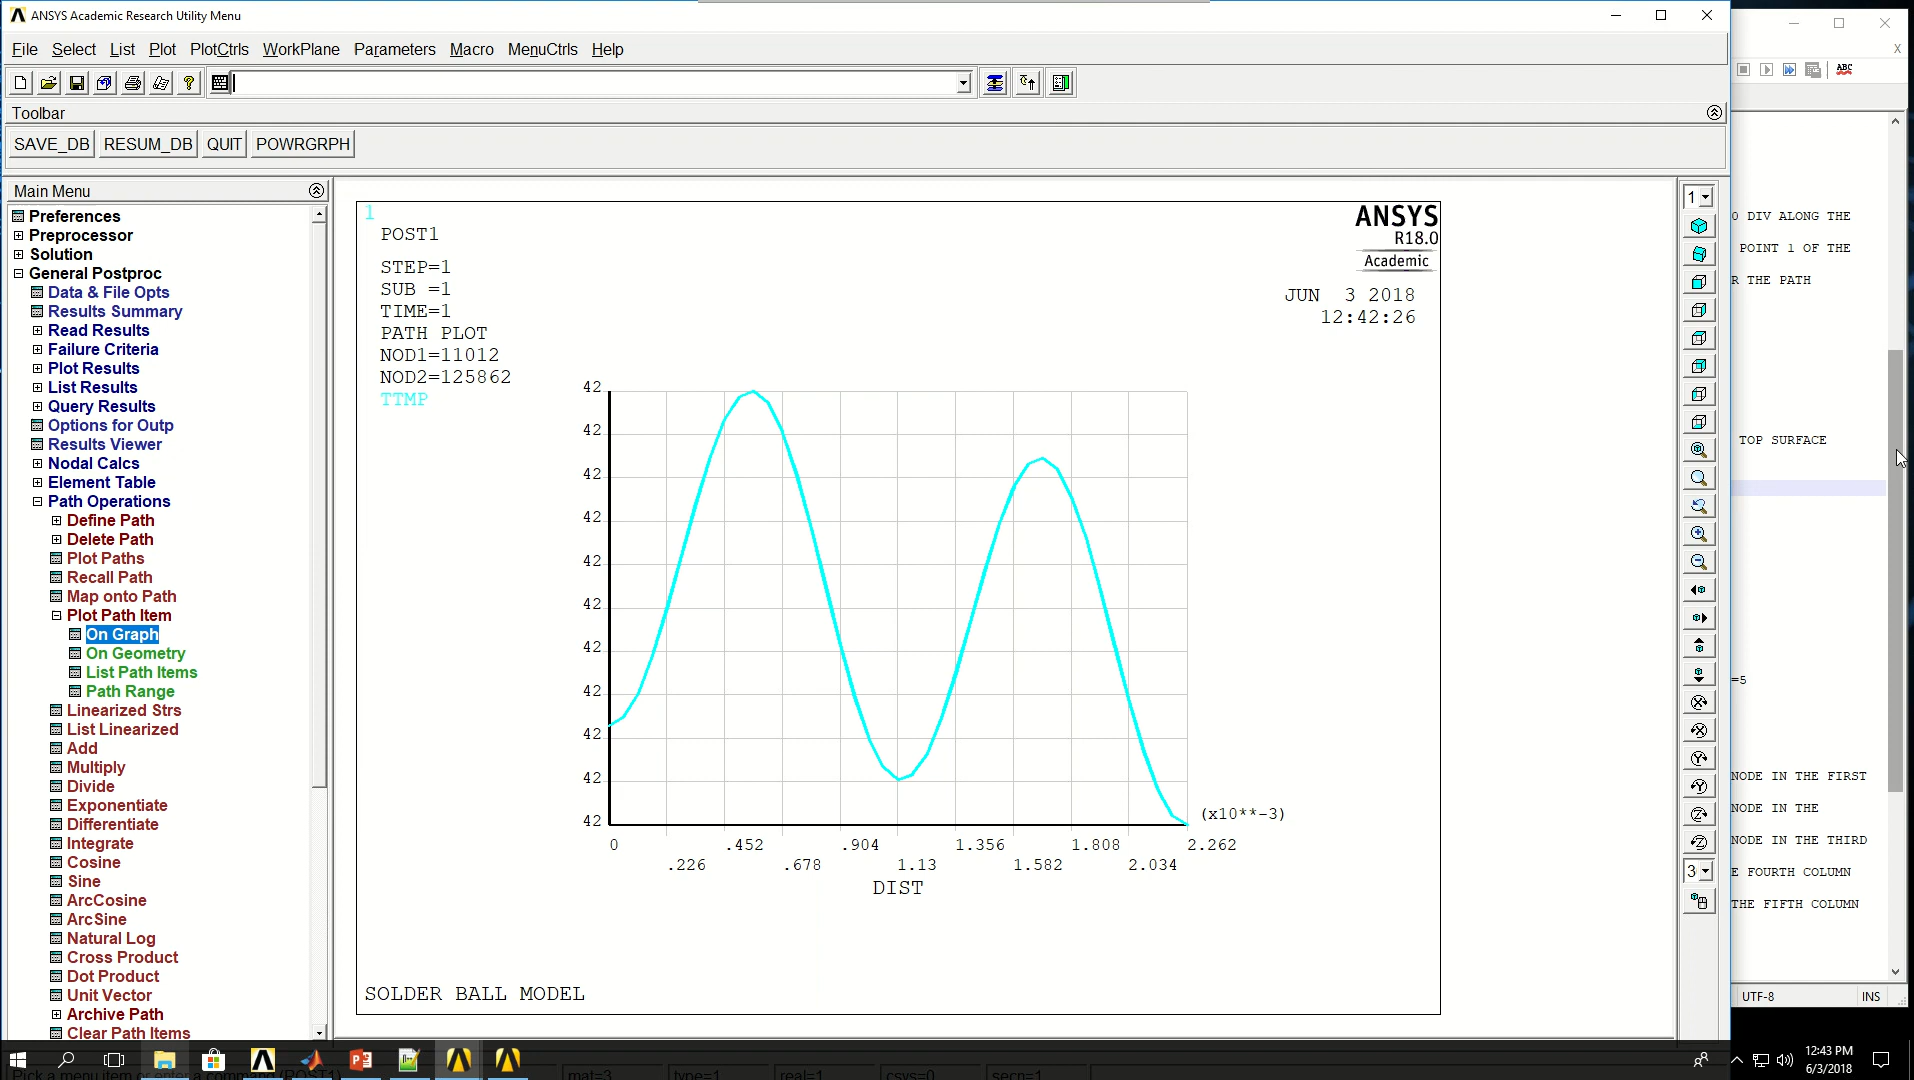 ANSYS Academic Research Utility Menu
File Select List Plot PlotCtrls WorkPlane Parameters Macro MenuCtrls Help
ABC
Toolbar
SAVE_DB RESUM_DB QUIT POWRGRPH
Main Menu
Preferences
Preprocessor
Solution
General Postproc
Data & File Opts
Results Summary
Read Results
Failure Criteria
Plot Results
List Results
Query Results
Options for Outp
Results Viewer
Nodal Calcs
Element Table
Path Operations
Define Path
Delete Path
Plot Paths
Recall Path
Map onto Path
Plot Path Item
On Graph
On Geometry
List Path Items
Path Range
Linearized Strs
List Linearized
Add
Multiply
Divide
Exponentiate
Differentiate
Integrate
Cosine
Sine
ArcCosine
ArcSine
Natural Log
Cross Product
Dot Product
Unit Vector
Archive Path
Clear Path Items
1
POST1
STEP=1
SUB =1
TIME=1
PATH PLOT
NOD1=11012
NOD2=125862
TTMP
ANSYS
R18.0
Academic
JUN 3 2018
12:42:26
42
42
42
42
42
42
42
42
42
42
42
(x10**-3)
0 .452 .904 1.356 1.808 2.262
.226 .678 1.13 1.582 2.034
DIST
SOLDER BALL MODEL
1
3
0 DIV ALONG THE
POINT 1 OF THE
R THE PATH
TOP SURFACE
=5
NODE IN THE FIRST
NODE IN THE
NODE IN THE THIRD
E FOURTH COLUMN
THE FIFTH COLUMN
UTF-8 INS
Pick a menu item or enter a command (POST1) mat=3 type=1 real=1 csys=0 secn=1
12:43 PM
6/3/2018